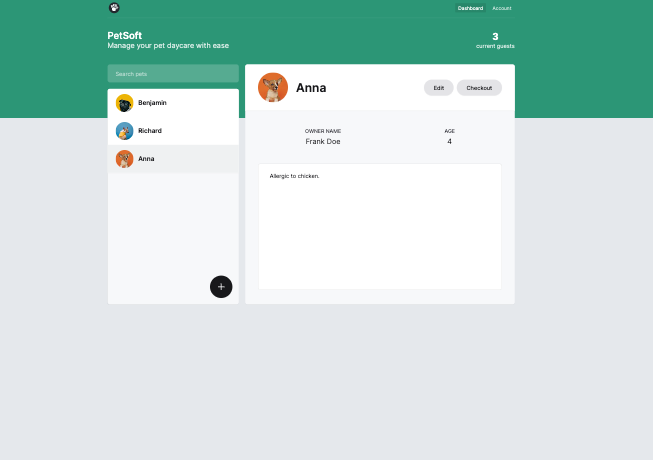 Dashboard
Account
PetSoft
Manage your pet daycare with ease
3
current guests
Search pets
Benjamin
Richard
Anna
Anna
Edit
Checkout
OWNER NAME
Frank Doe
AGE
4
Allergic to chicken.